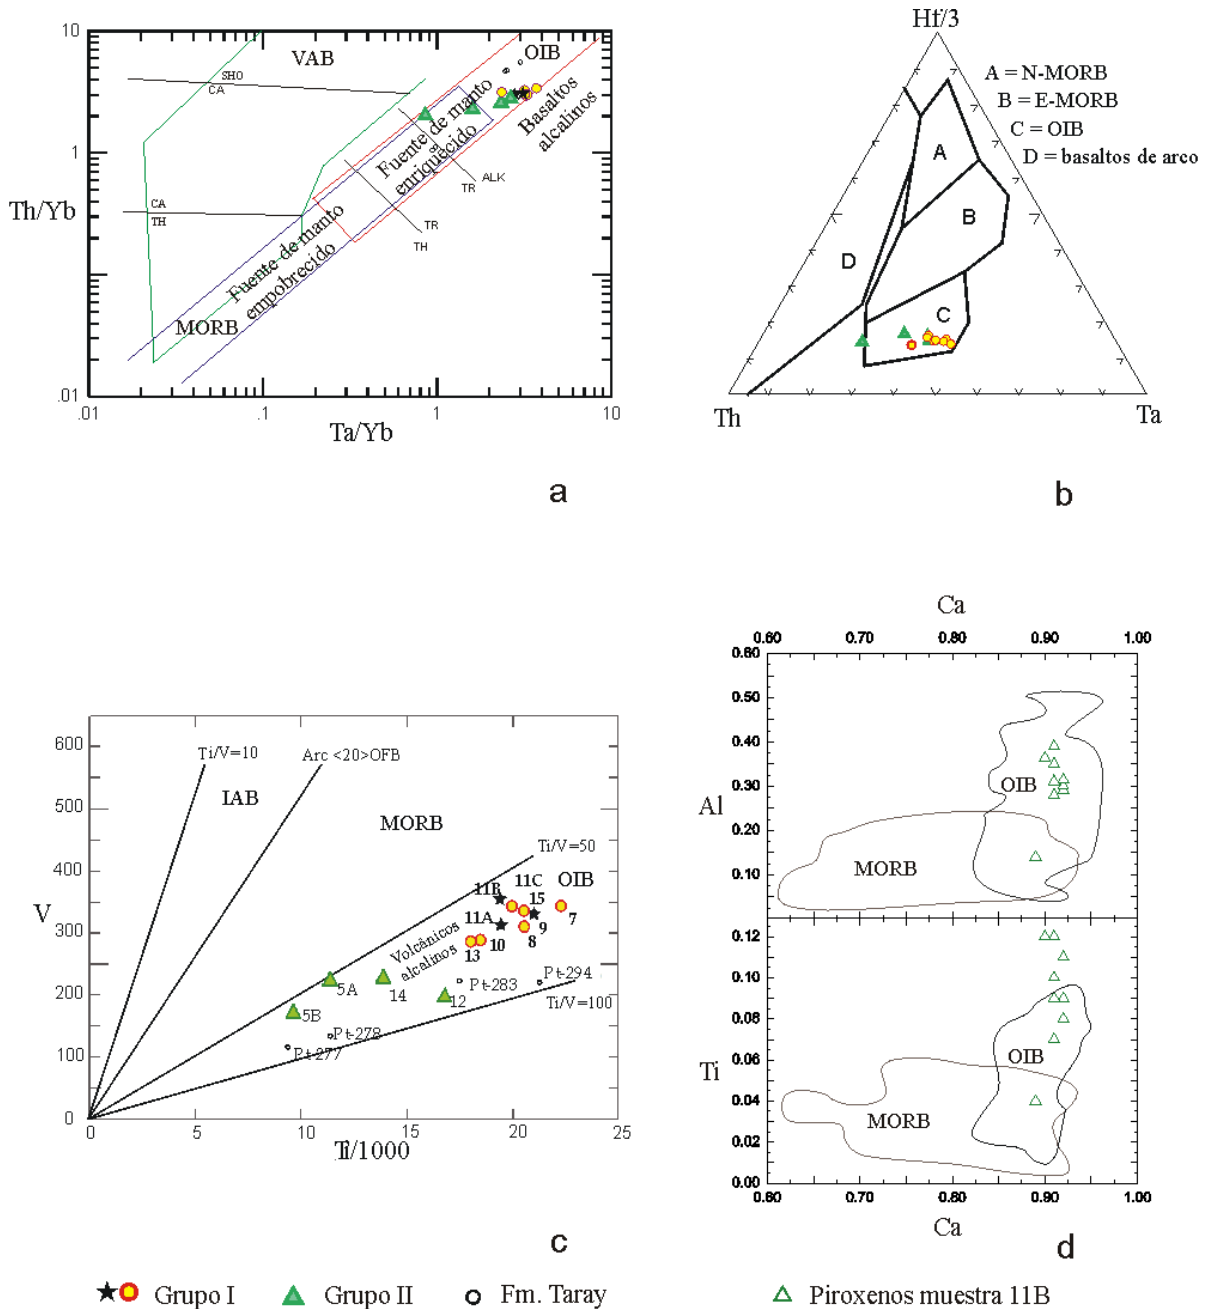 10
1
Th/Yb
.01
.01
.1
1
10
Ta/Yb
VAB
OIB
SHO
CA
CA
TH
MORB
Fuente de manto
empobrecido
Fuente de manto
enriquecido
Basaltos
alcalinos
TR
ALK
TR
TH
a
Hf/3
A = N-MORB
B = E-MORB
C = OIB
D = basaltos de arco
A
B
C
D
Th
Ta
b
600
500
400
V
300
200
100
0
0
5
10
15
20
25
Ti/1000
Ti/V=10
Arc <20>OFB
IAB
MORB
Ti/V=50
OIB
11B
11C
15
11A
9
7
10
8
13
Volcânicos
alcalinos
5A
14
12
Pt-283
Pt-294
Ti/V=100
5B
Pt-278
Pt-277
c
Ca
0.60
0.70
0.80
0.90
1.00
0.60
0.50
0.40
0.30
Al
0.20
0.10
OIB
MORB
0.12
0.10
0.08
0.06
Ti
0.04
0.02
0.00
OIB
MORB
0.60
0.70
0.80
0.90
1.00
Ca
d
Grupo I
Grupo II
Fm. Taray
Piroxenos muestra 11B